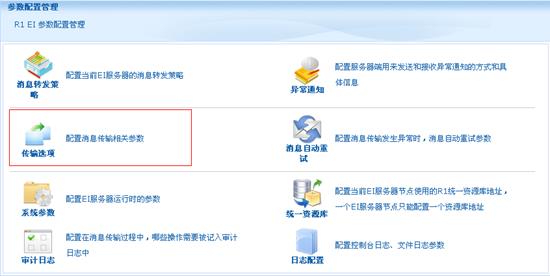 参数配置管理
R1 EI 参数配置管理
消息转发策略
配置当前EI服务器的消息转发策略
异常通知
配置服务器端用来发送和接收异常通知的方式和具
体信息
传输选项
配置消息传输相关参数
消息自动重试
配置消息传输发生异常时，消息自动重试参数
系统参数
配置EI服务器运行时的参数
统一资源库
配置当前EI服务器节点使用的R1统一资源库地址，
一个EI服务器节点只能配置一个资源库地址
审计日志
配置在消息传输过程中，哪些操作需要被记入审计
日志中
日志配置
配置控制台日志、文件日志参数